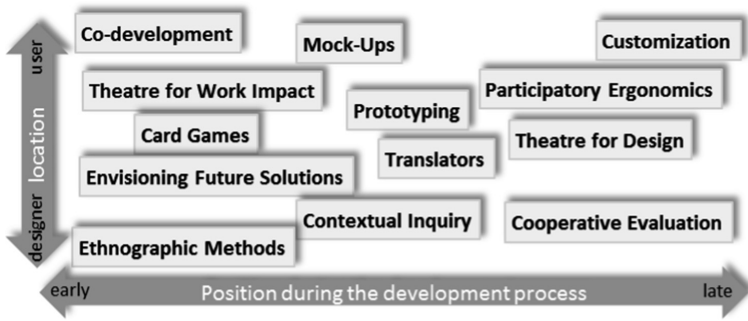 Co-development
Mock-Ups
Customization
user
Theatre for Work Impact
Participatory Ergonomics
Prototyping
location
Card Games
Theatre for Design
Translators
Envisioning Future Solutions
designer
Contextual Inquiry
Cooperative Evaluation
Ethnographic Methods
early
Position during the development process
late